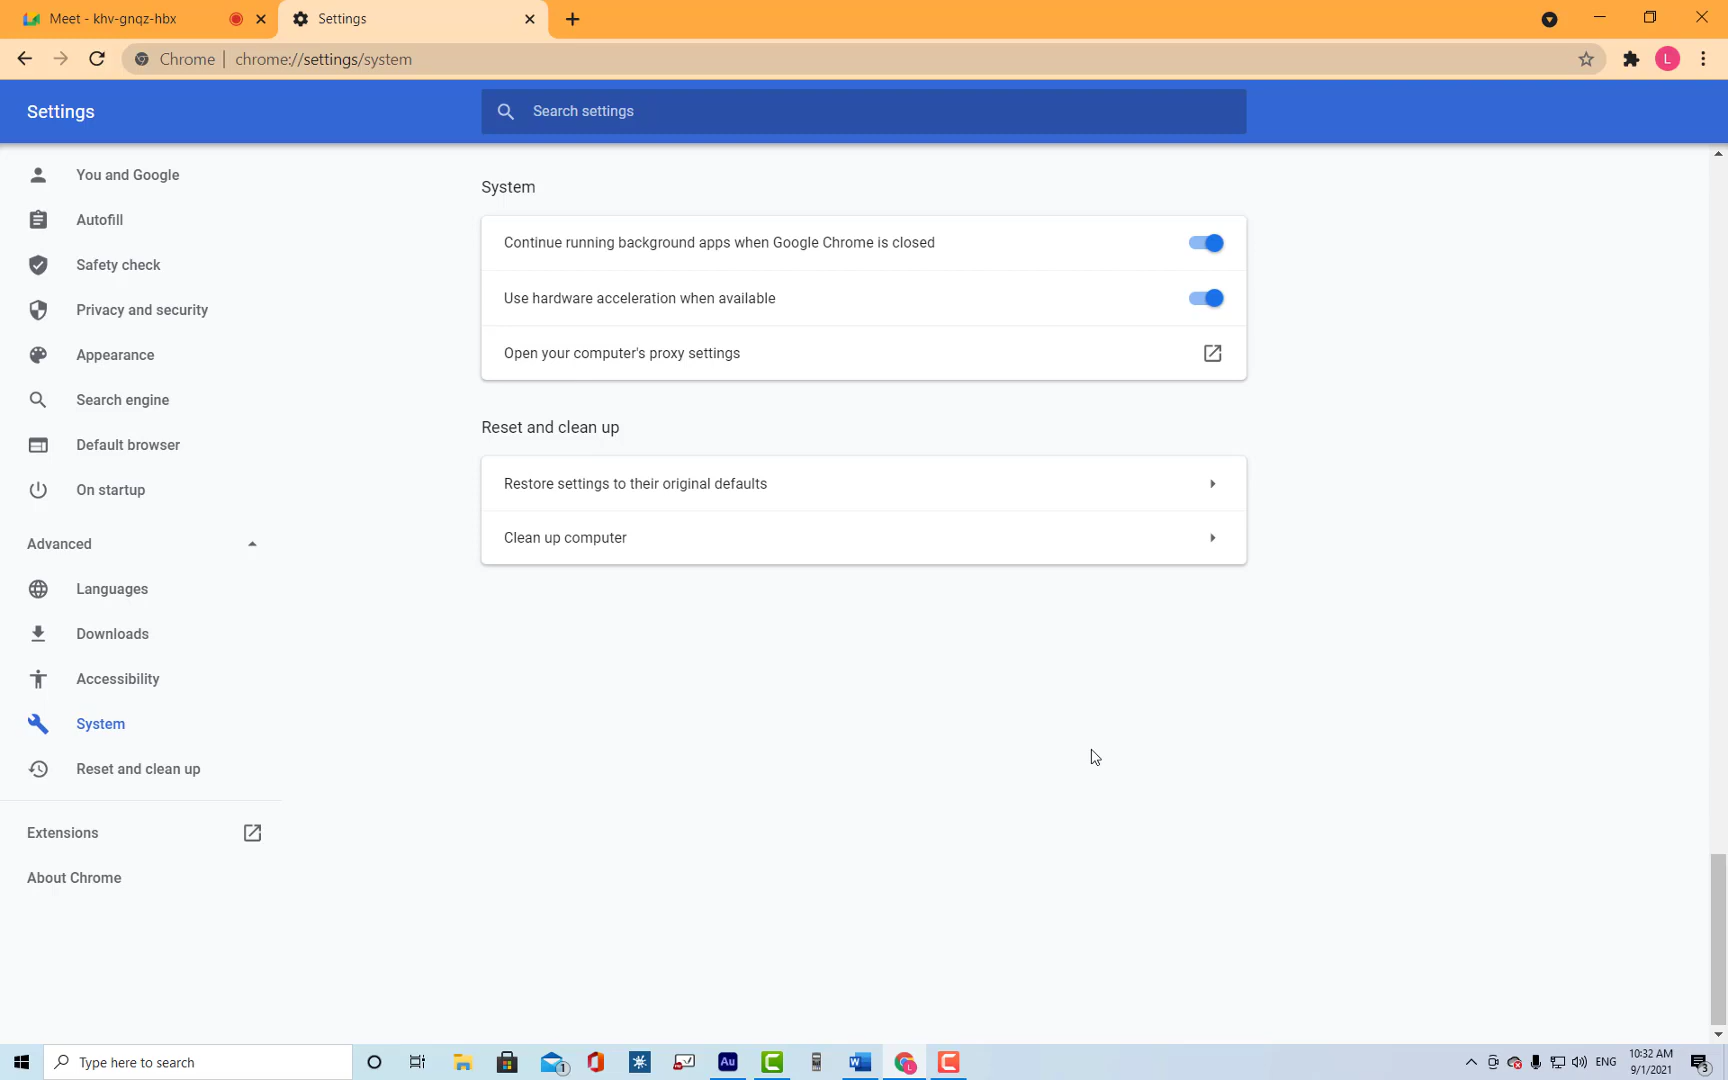 Meet - khv-gnqz-hbx
Settings
Chrome | chrome://settings/system
L
Settings
Search settings
You and Google
Autofill
Safety check
Privacy and security
Appearance
Search engine
Default browser
On startup
Advanced
Languages
Downloads
Accessibility
System
Reset and clean up
Extensions
About Chrome
System
Continue running background apps when Google Chrome is closed
Use hardware acceleration when available
Open your computer's proxy settings
Reset and clean up
Restore settings to their original defaults
Clean up computer
Type here to search
1
Au
L
ENG
10:32 AM
9/1/2021
3